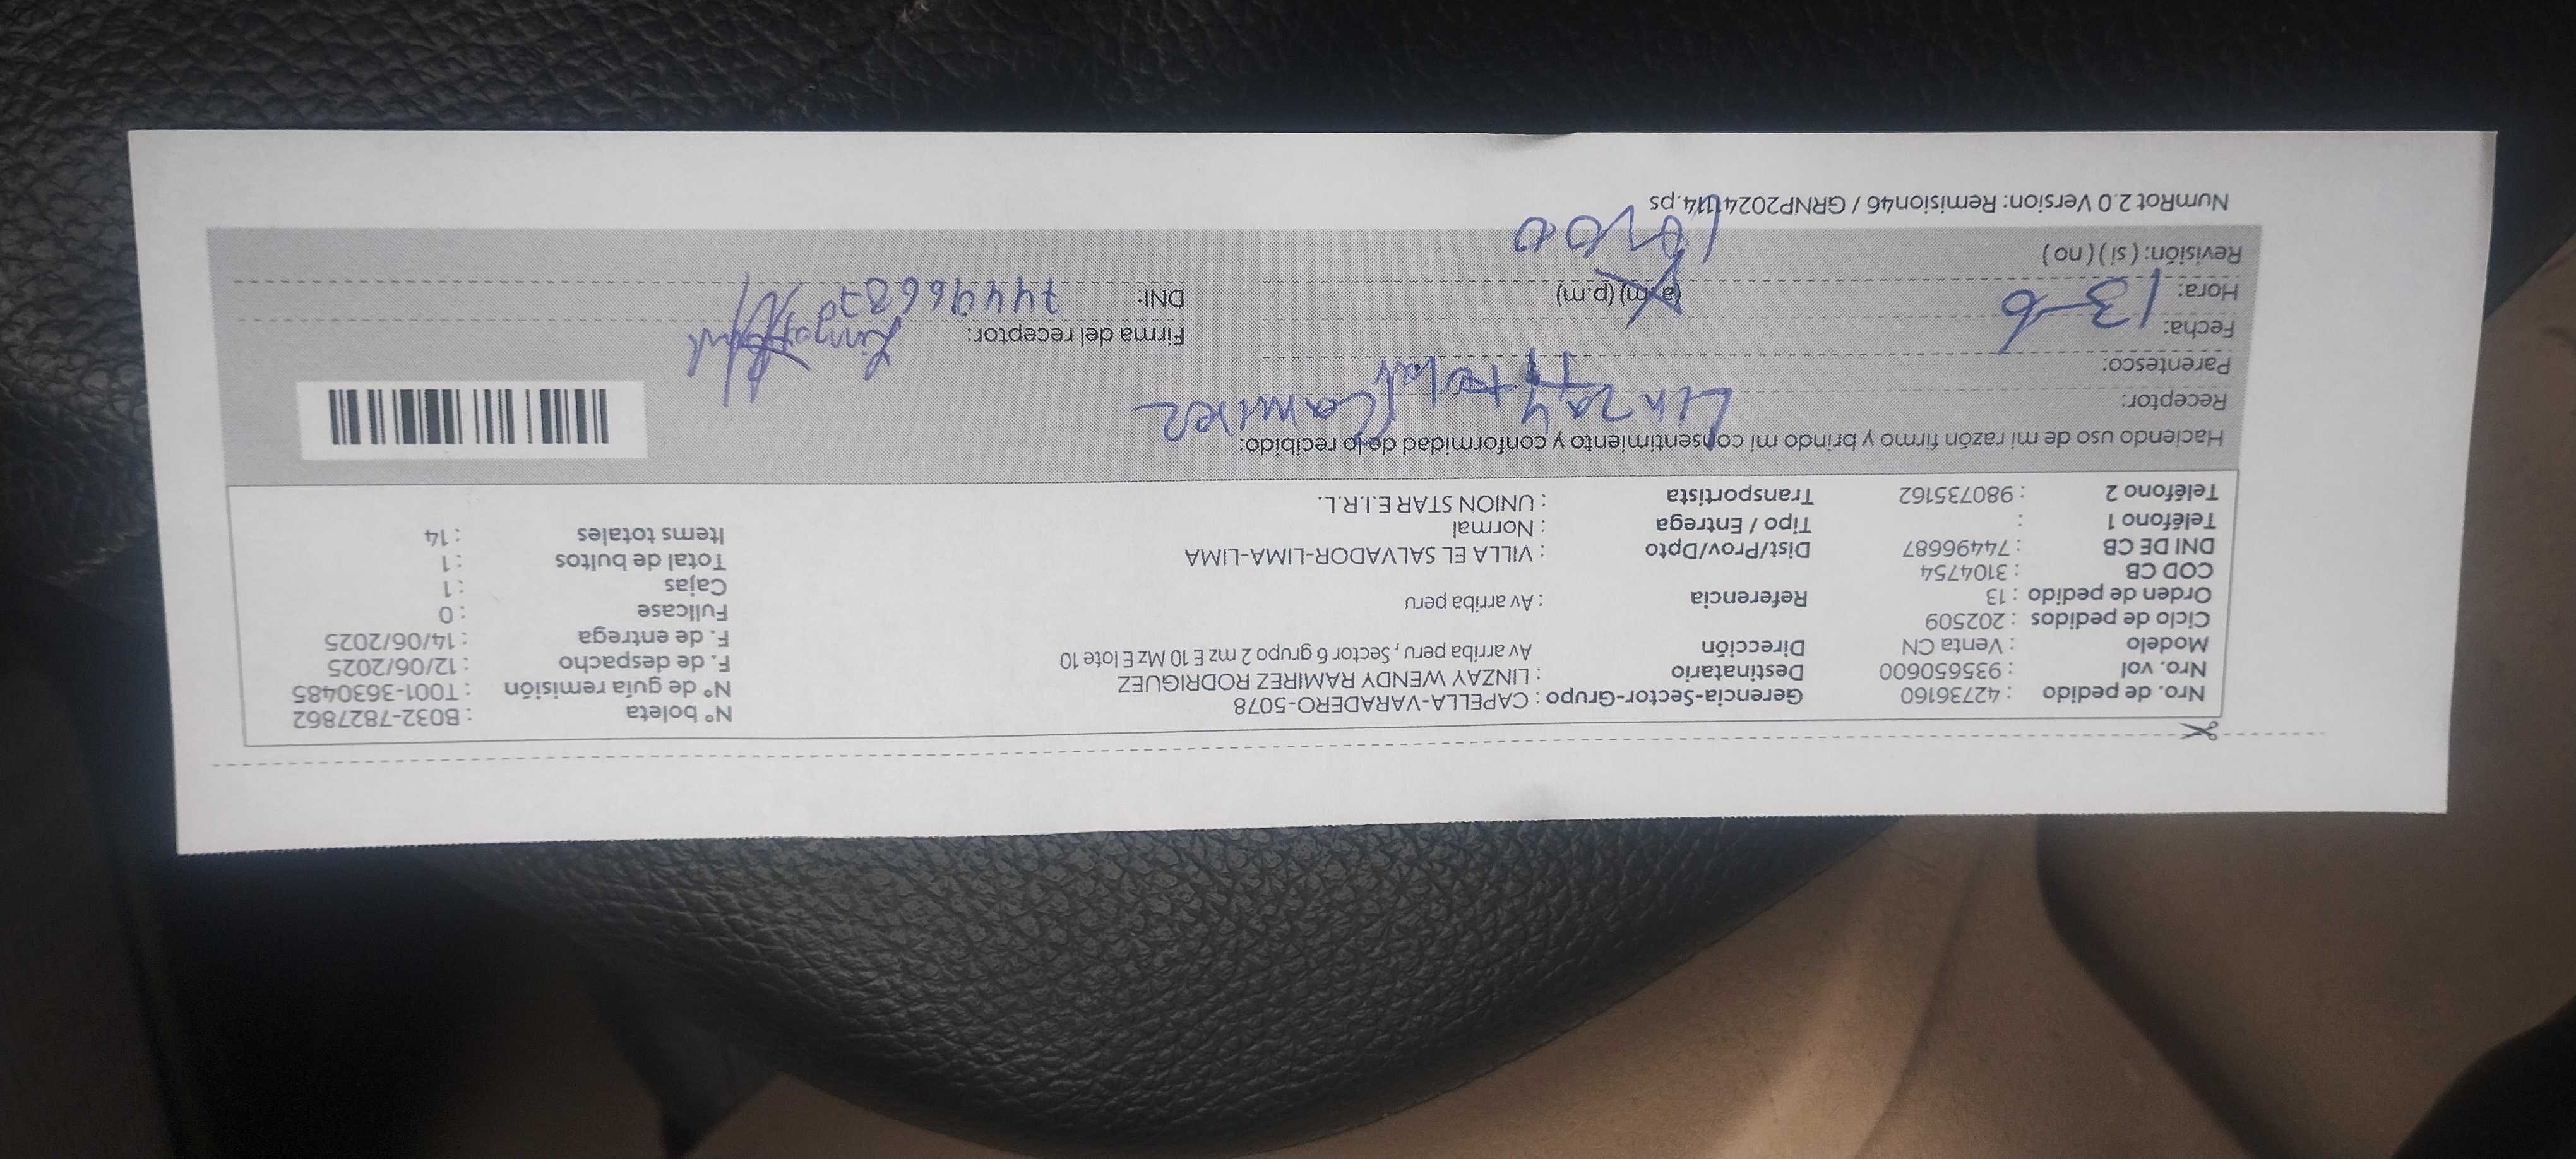 Nro. de pedido : 42736160 Gerencia-Sector-Grupo : CAPELLA-VARADERO-5078 N° boleta : B032-7827862
Nro. vol : 935650600 Destinatario : LINZAY WENDY RAMIREZ RODRIGUEZ N° de guía remisión : T001-3630485
Modelo : Venta CN Dirección Av arriba peru , Sector 6 grupo 2 mz E 10 Mz E lote 10 F. de despacho : 12/06/2025
Ciclo de pedidos : 202509 F. de entrega : 14/06/2025
Orden de pedido : 13 Referencia : Av arriba peru Fullcase : 0
COD CB : 3104754 Cajas : 1
DNI DE CB : 74496687 Dist/Prov/Dpto : VILLA EL SALVADOR-LIMA-LIMA Total de bultos : 1
Teléfono 1 : Tipo / Entrega : Normal Items totales : 14
Teléfono 2 : 980735162 Transportista : UNION STAR E.I.R.L.
Haciendo uso de mi razón firmo y brindo mi consentimiento y conformidad de lo recibido:
Receptor: Linzay Ramirez
Parentesco: titular
Fecha: 13-6 Firma del receptor:
Hora: (a.m) (p.m) DNI:
Revisión: ( si ) ( no )
NumRot 2.0 Version: Remision46 / GRNP20241114.ps